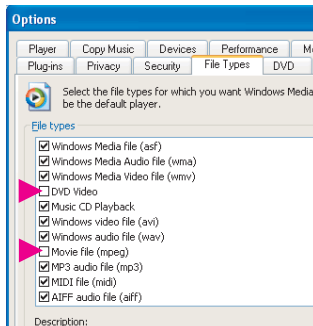 Options
Player Copy Music Devices Performance
Plug-ins Privacy Security File Types DVD
Select the file types for which you want Windows Media
be the default player.
File types
Windows Media file (asf)
Windows Media Audio file (wma)
Windows Media Video file (wmv)
DVD Video
Music CD Playback
Windows video file (avi)
Windows audio file (wav)
Movie file (mpeg)
MP3 audio file (mp3)
MIDI file (midi)
AIFF audio file (aiff)
Description: